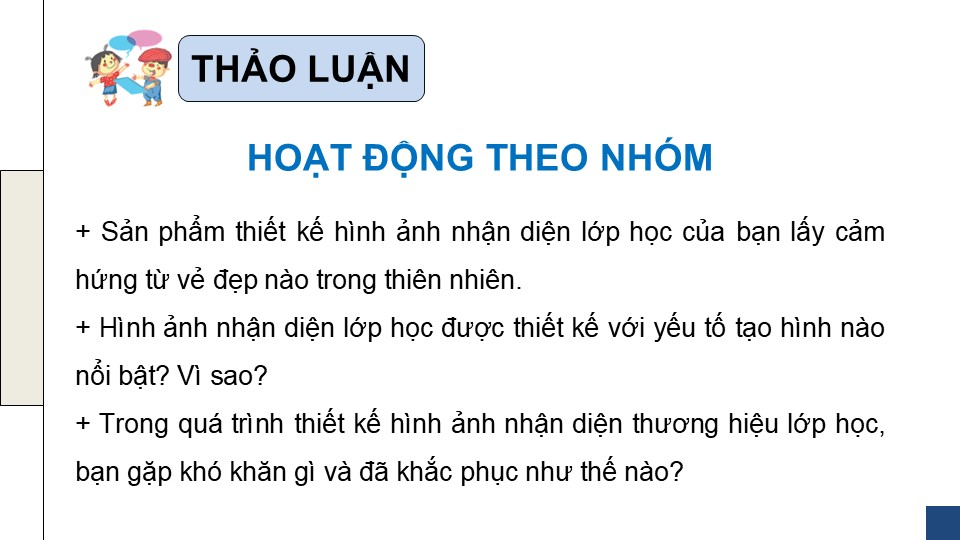 THẢO LUẬN
HOẠT ĐỘNG THEO NHÓM
+ Sản phẩm thiết kế hình ảnh nhận diện lớp học của bạn lấy cảm
hứng từ vẻ đẹp nào trong thiên nhiên.
+ Hình ảnh nhận diện lớp học được thiết kế với yếu tố tạo hình nào
nổi bật? Vì sao?
+ Trong quá trình thiết kế hình ảnh nhận diện thương hiệu lớp học,
bạn gặp khó khăn gì và đã khắc phục như thế nào?